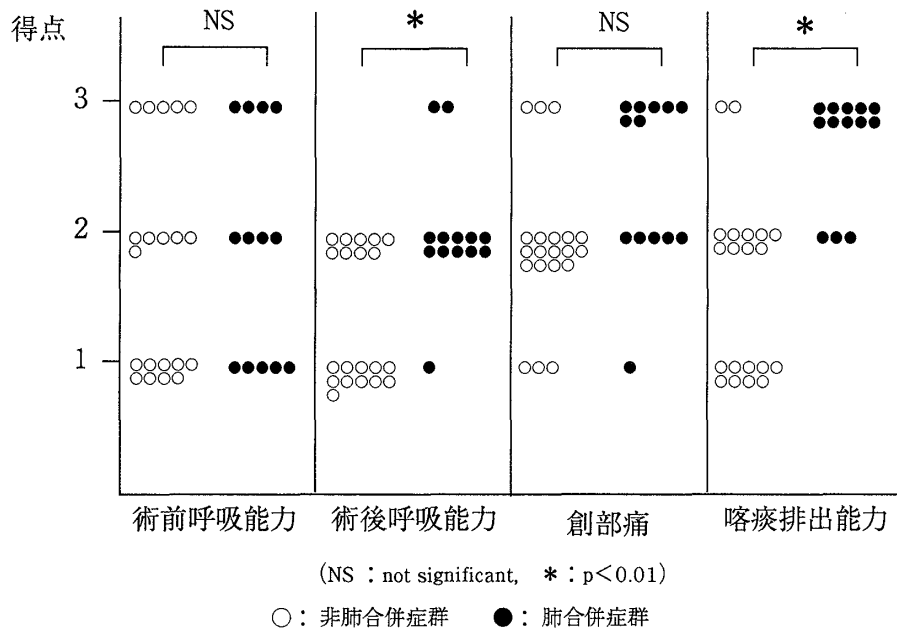 得点
NS
*
NS
*
3
2
1
術前呼吸能力
術後呼吸能力
創部痛
喀痰排出能力
(NS：not significant, *：p<0.01)
○：非肺合併症群 ●：肺合併症群